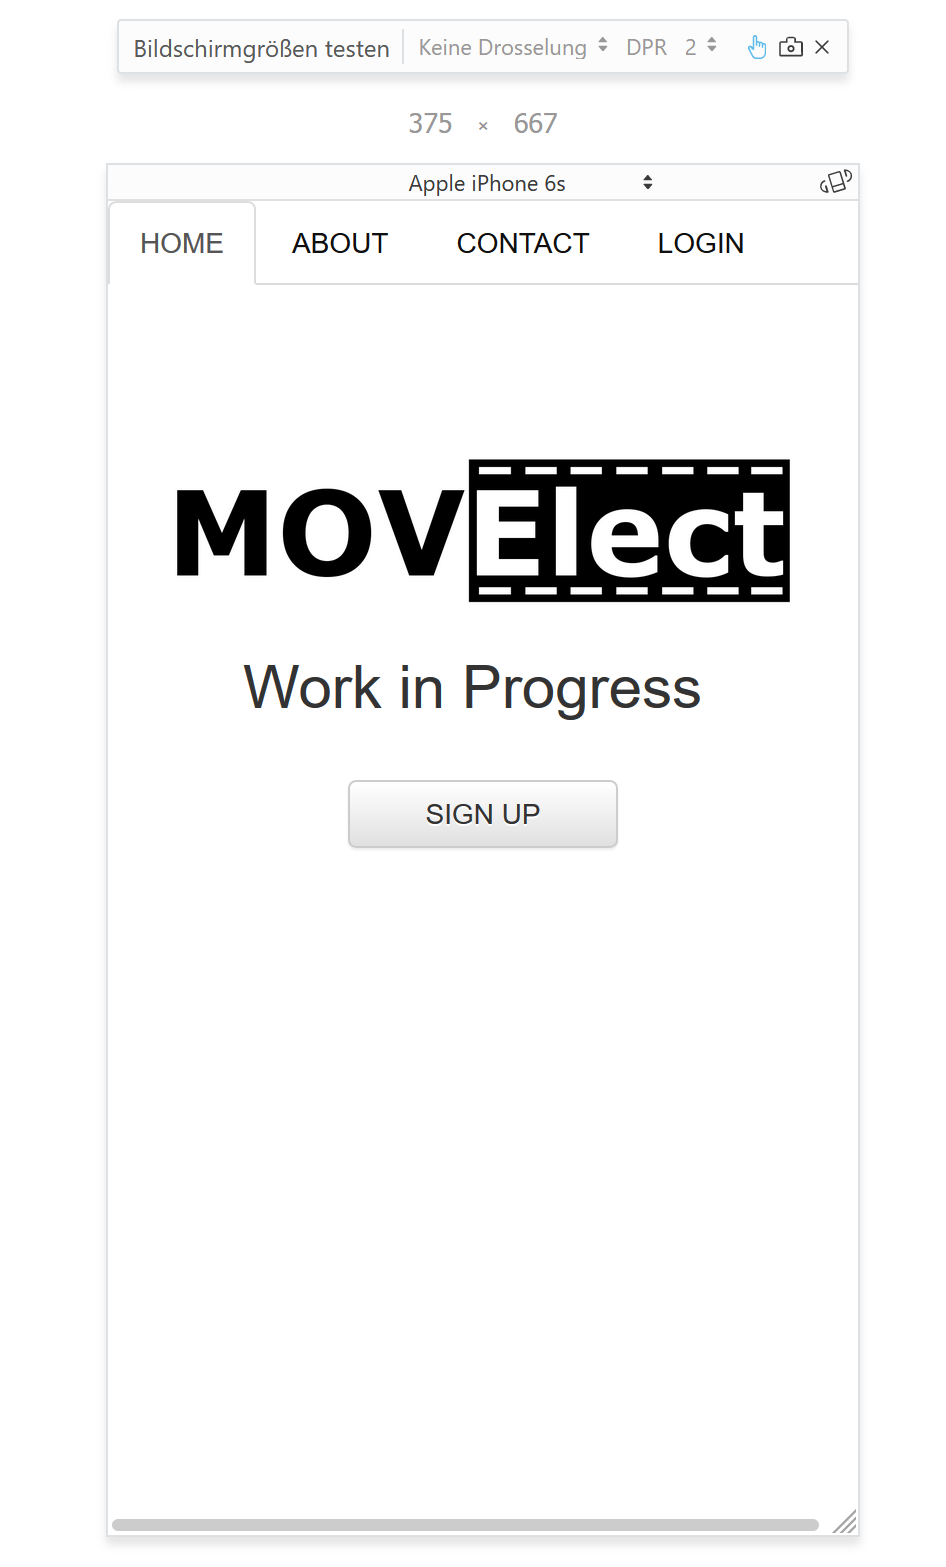 Bildschirmgrößen testen Keine Drosselung DPR 2
375 × 667
Apple iPhone 6s
HOME ABOUT CONTACT LOGIN
MOVElect
Work in Progress
SIGN UP